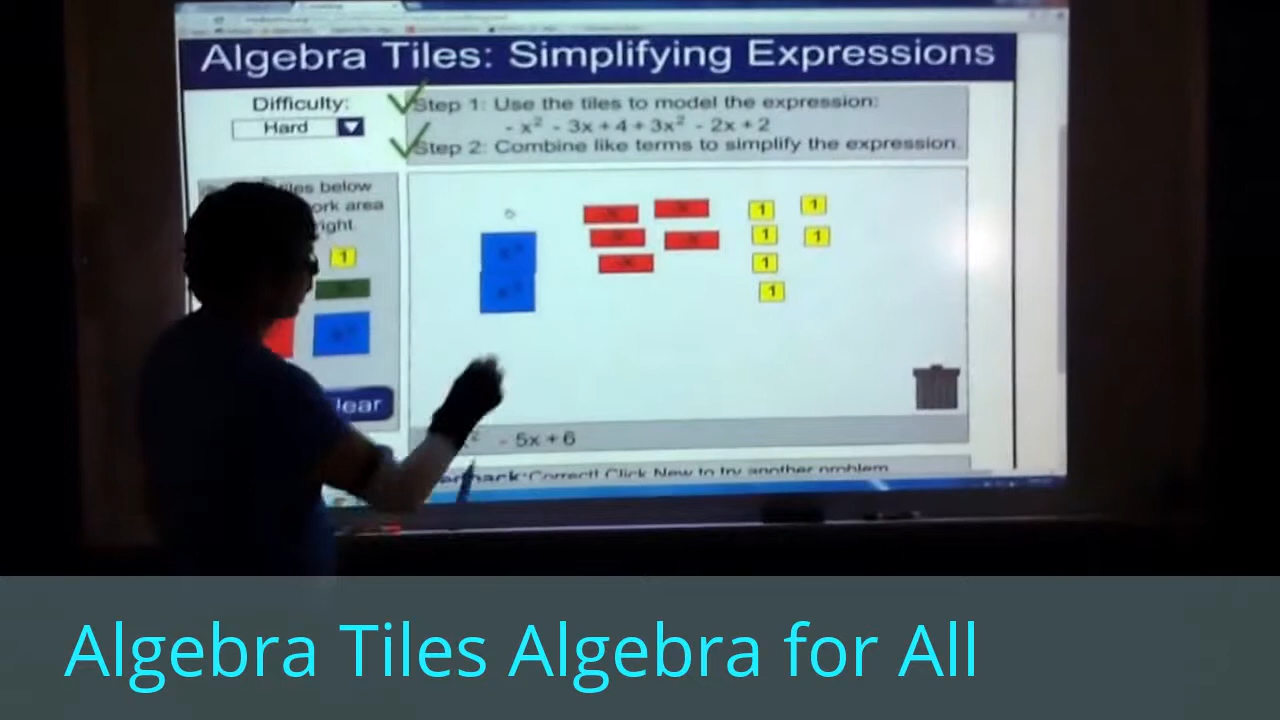 Algebra Tiles: Simplifying Expressions
Difficulty:
Hard
Step 1: Use the tiles to model the expression:
- x² - 3x + 4 + 3x² - 2x + 2
Step 2: Combine like terms to simplify the expression.
below
work area
right.
1
1 1
1 1
1
1
- 5x + 6
Correct! Click New to try another problem
Algebra Tiles Algebra for All